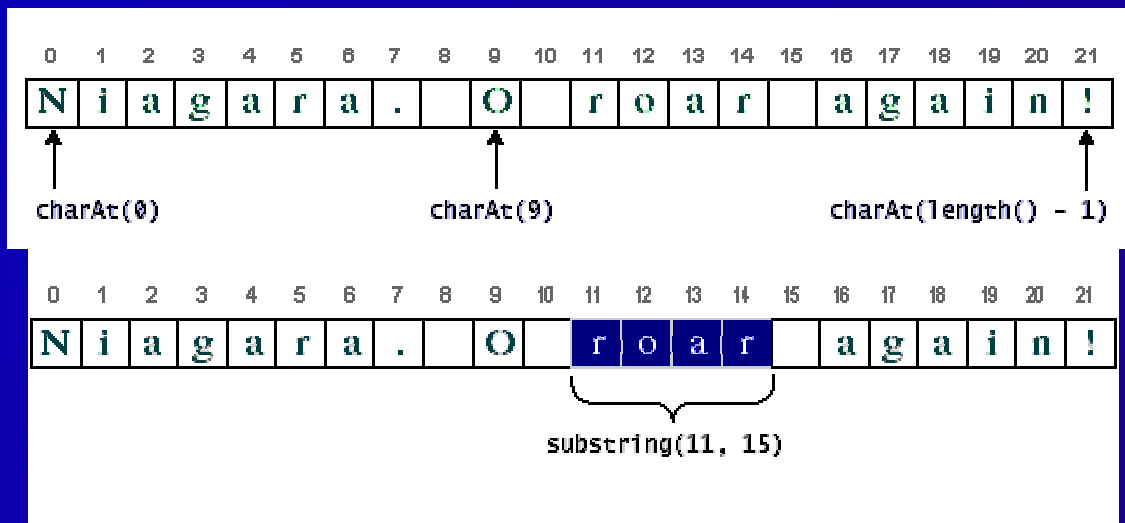 0 1 2 3 4 5 6 7 8 9 10 11 12 13 14 15 16 17 18 19 20 21
N i a g a r a . O r o a r a g a i n !
charAt(0) charAt(9) charAt(length() - 1)
0 1 2 3 4 5 6 7 8 9 10 11 12 13 14 15 16 17 18 19 20 21
N i a g a r a . O r o a r a g a i n !
substring(11, 15)